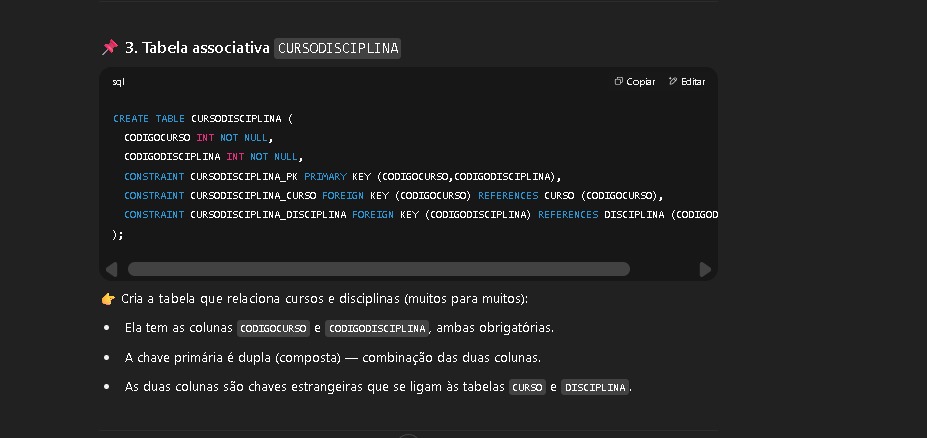 📌 3. Tabela associativa CURSODISCIPLINA
sql Copiar Editar
CREATE TABLE CURSODISCIPLINA (
CODIGOCURSO INT NOT NULL,
CODIGODISCIPLINA INT NOT NULL,
CONSTRAINT CURSODISCIPLINA_PK PRIMARY KEY (CODIGOCURSO,CODIGODISCIPLINA),
CONSTRAINT CURSODISCIPLINA_CURSO FOREIGN KEY (CODIGOCURSO) REFERENCES CURSO (CODIGOCURSO),
CONSTRAINT CURSODISCIPLINA_DISCIPLINA FOREIGN KEY (CODIGODISCIPLINA) REFERENCES DISCIPLINA (CODIGOD
);
👉 Cria a tabela que relaciona cursos e disciplinas (muitos para muitos):
• Ela tem as colunas CODIGOCURSO e CODIGODISCIPLINA, ambas obrigatórias.
• A chave primária é dupla (composta) — combinação das duas colunas.
• As duas colunas são chaves estrangeiras que se ligam às tabelas CURSO e DISCIPLINA.